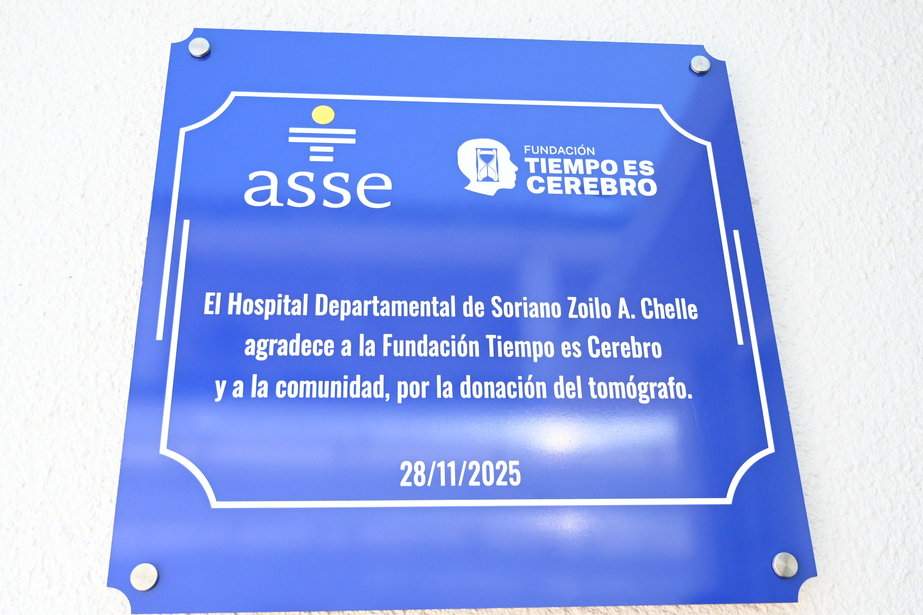 asse
FUNDACIÓN
TIEMPO ES
CEREBRO
El Hospital Departamental de Soriano Zoilo A. Chelle
agradece a la Fundación Tiempo es Cerebro
y a la comunidad, por la donación del tomógrafo.
28/11/2025